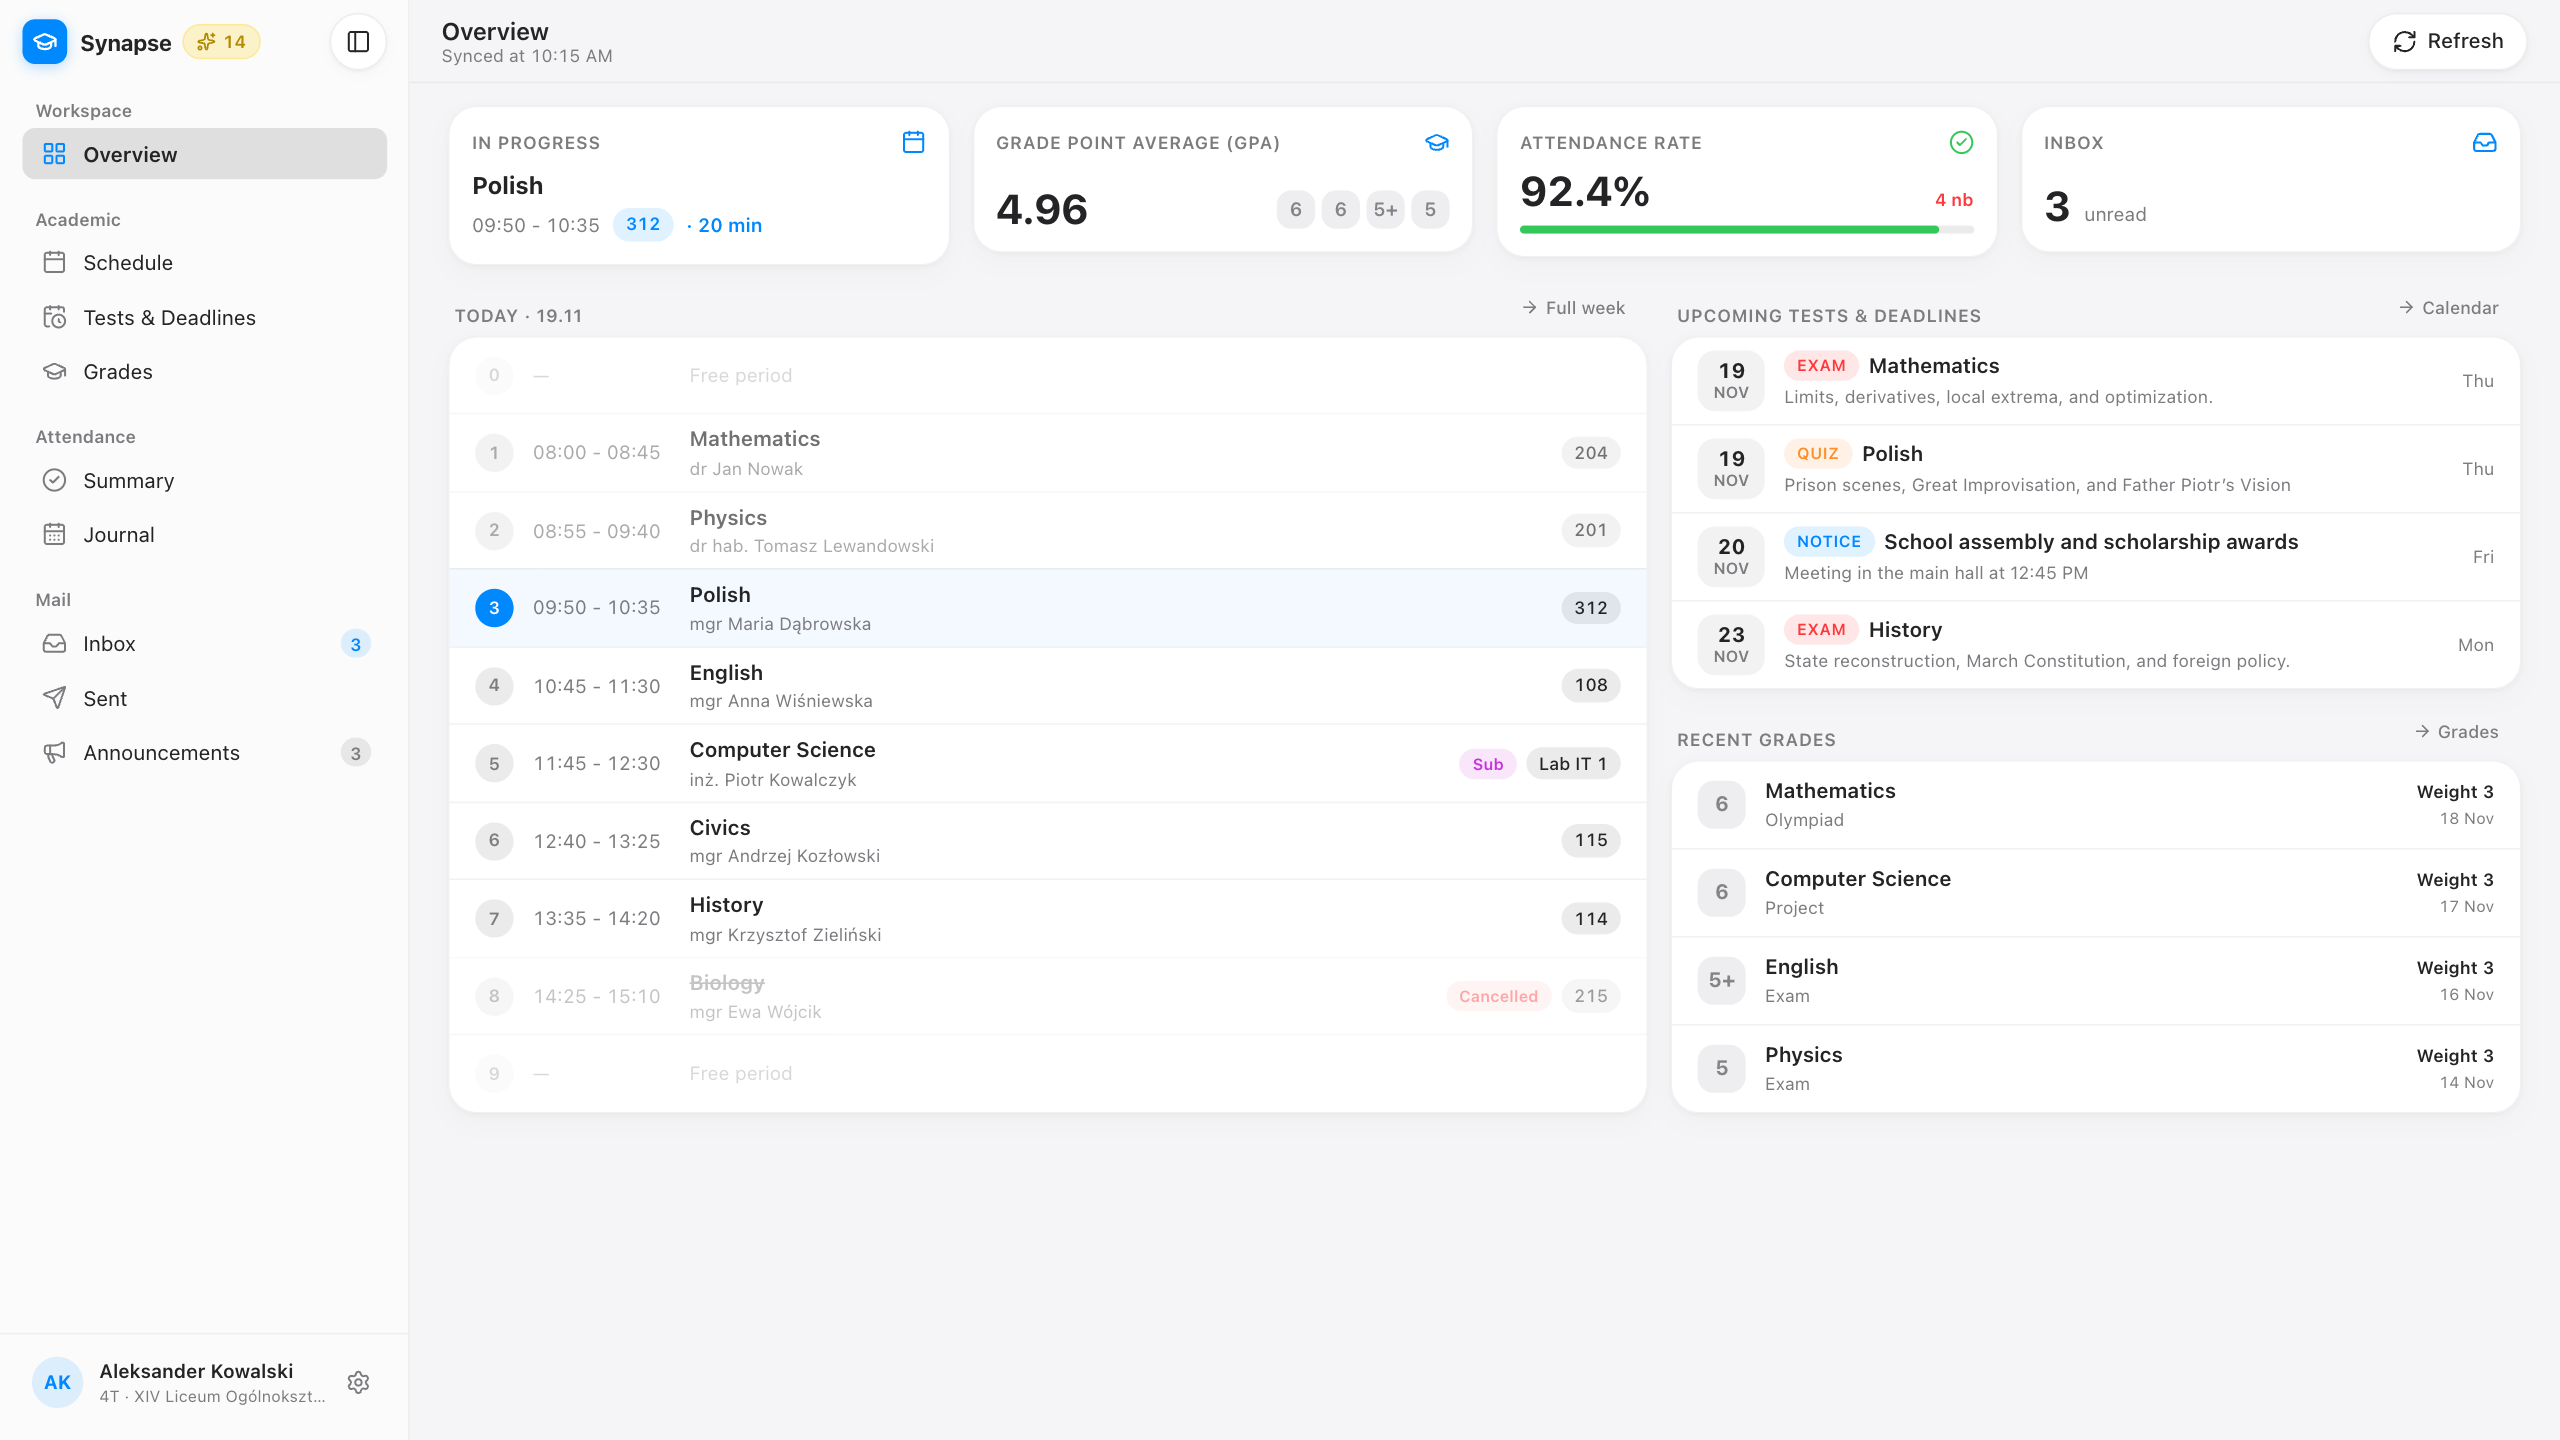 Synapse 14
Workspace
Overview
Academic
Schedule
Tests & Deadlines
Grades
Attendance
Summary
Journal
Mail
Inbox 3
Sent
Announcements 3
AK
Aleksander Kowalski
4T · XIV Liceum Ogólnokszt...
Overview
Synced at 10:15 AM
Refresh
IN PROGRESS
Polish
09:50 - 10:35 312 · 20 min
GRADE POINT AVERAGE (GPA)
4.96 6 6 5+ 5
ATTENDANCE RATE
92.4% 4 nb
INBOX
3 unread
TODAY · 19.11 → Full week
0 — Free period
1 08:00 - 08:45 Mathematics 204
dr Jan Nowak
2 08:55 - 09:40 Physics 201
dr hab. Tomasz Lewandowski
3 09:50 - 10:35 Polish 312
mgr Maria Dąbrowska
4 10:45 - 11:30 English 108
mgr Anna Wiśniewska
5 11:45 - 12:30 Computer Science Sub Lab IT 1
inż. Piotr Kowalczyk
6 12:40 - 13:25 Civics 115
mgr Andrzej Kozłowski
7 13:35 - 14:20 History 114
mgr Krzysztof Zieliński
8 14:25 - 15:10 Biology Cancelled 215
mgr Ewa Wójcik
9 — Free period
UPCOMING TESTS & DEADLINES → Calendar
19 NOV EXAM Mathematics Thu
Limits, derivatives, local extrema, and optimization.
19 NOV QUIZ Polish Thu
Prison scenes, Great Improvisation, and Father Piotr’s Vision
20 NOV NOTICE School assembly and scholarship awards Fri
Meeting in the main hall at 12:45 PM
23 NOV EXAM History Mon
State reconstruction, March Constitution, and foreign policy.
RECENT GRADES → Grades
6 Mathematics Weight 3
Olympiad 18 Nov
6 Computer Science Weight 3
Project 17 Nov
5+ English Weight 3
Exam 16 Nov
5 Physics Weight 3
Exam 14 Nov